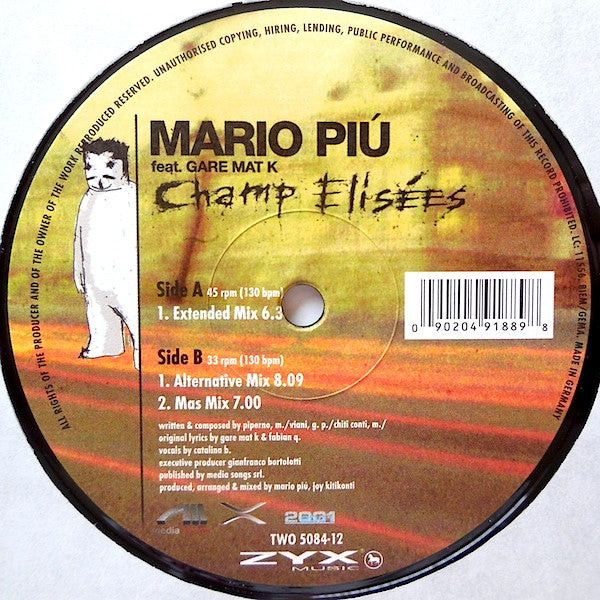 ALL RIGHTS OF THE PRODUCER AND OF THE OWNER OF THE WORK REPRODUCED RESERVED. UNAUTHORISED COPYING, HIRING, LENDING, PUBLIC PERFORMANCE AND BROADCASTING OF THIS RECORD PROHIBITED. LC: 11556. BIEM/GEMA. MADE IN GERMANY
MARIO PIÚ
feat. GARE MAT K
Champ Elisées
Side A 45 rpm (130 bpm)
1. Extended Mix 6.3
0 90204 91889 8
Side B 33 rpm (130 bpm)
1. Alternative Mix 8.09
2. Mas Mix 7.00
written & composed by piperno, m./viani, g. p./chiti conti, m./
original lyrics by gare mat k & fabian q.
vocals by catalina b.
executive producer gianfranco bortolotti
published by media songs srl.
produced, arranged & mixed by mario piú, joy kitikonti
media
2001
TWO 5084-12
ZYX
MUSIC